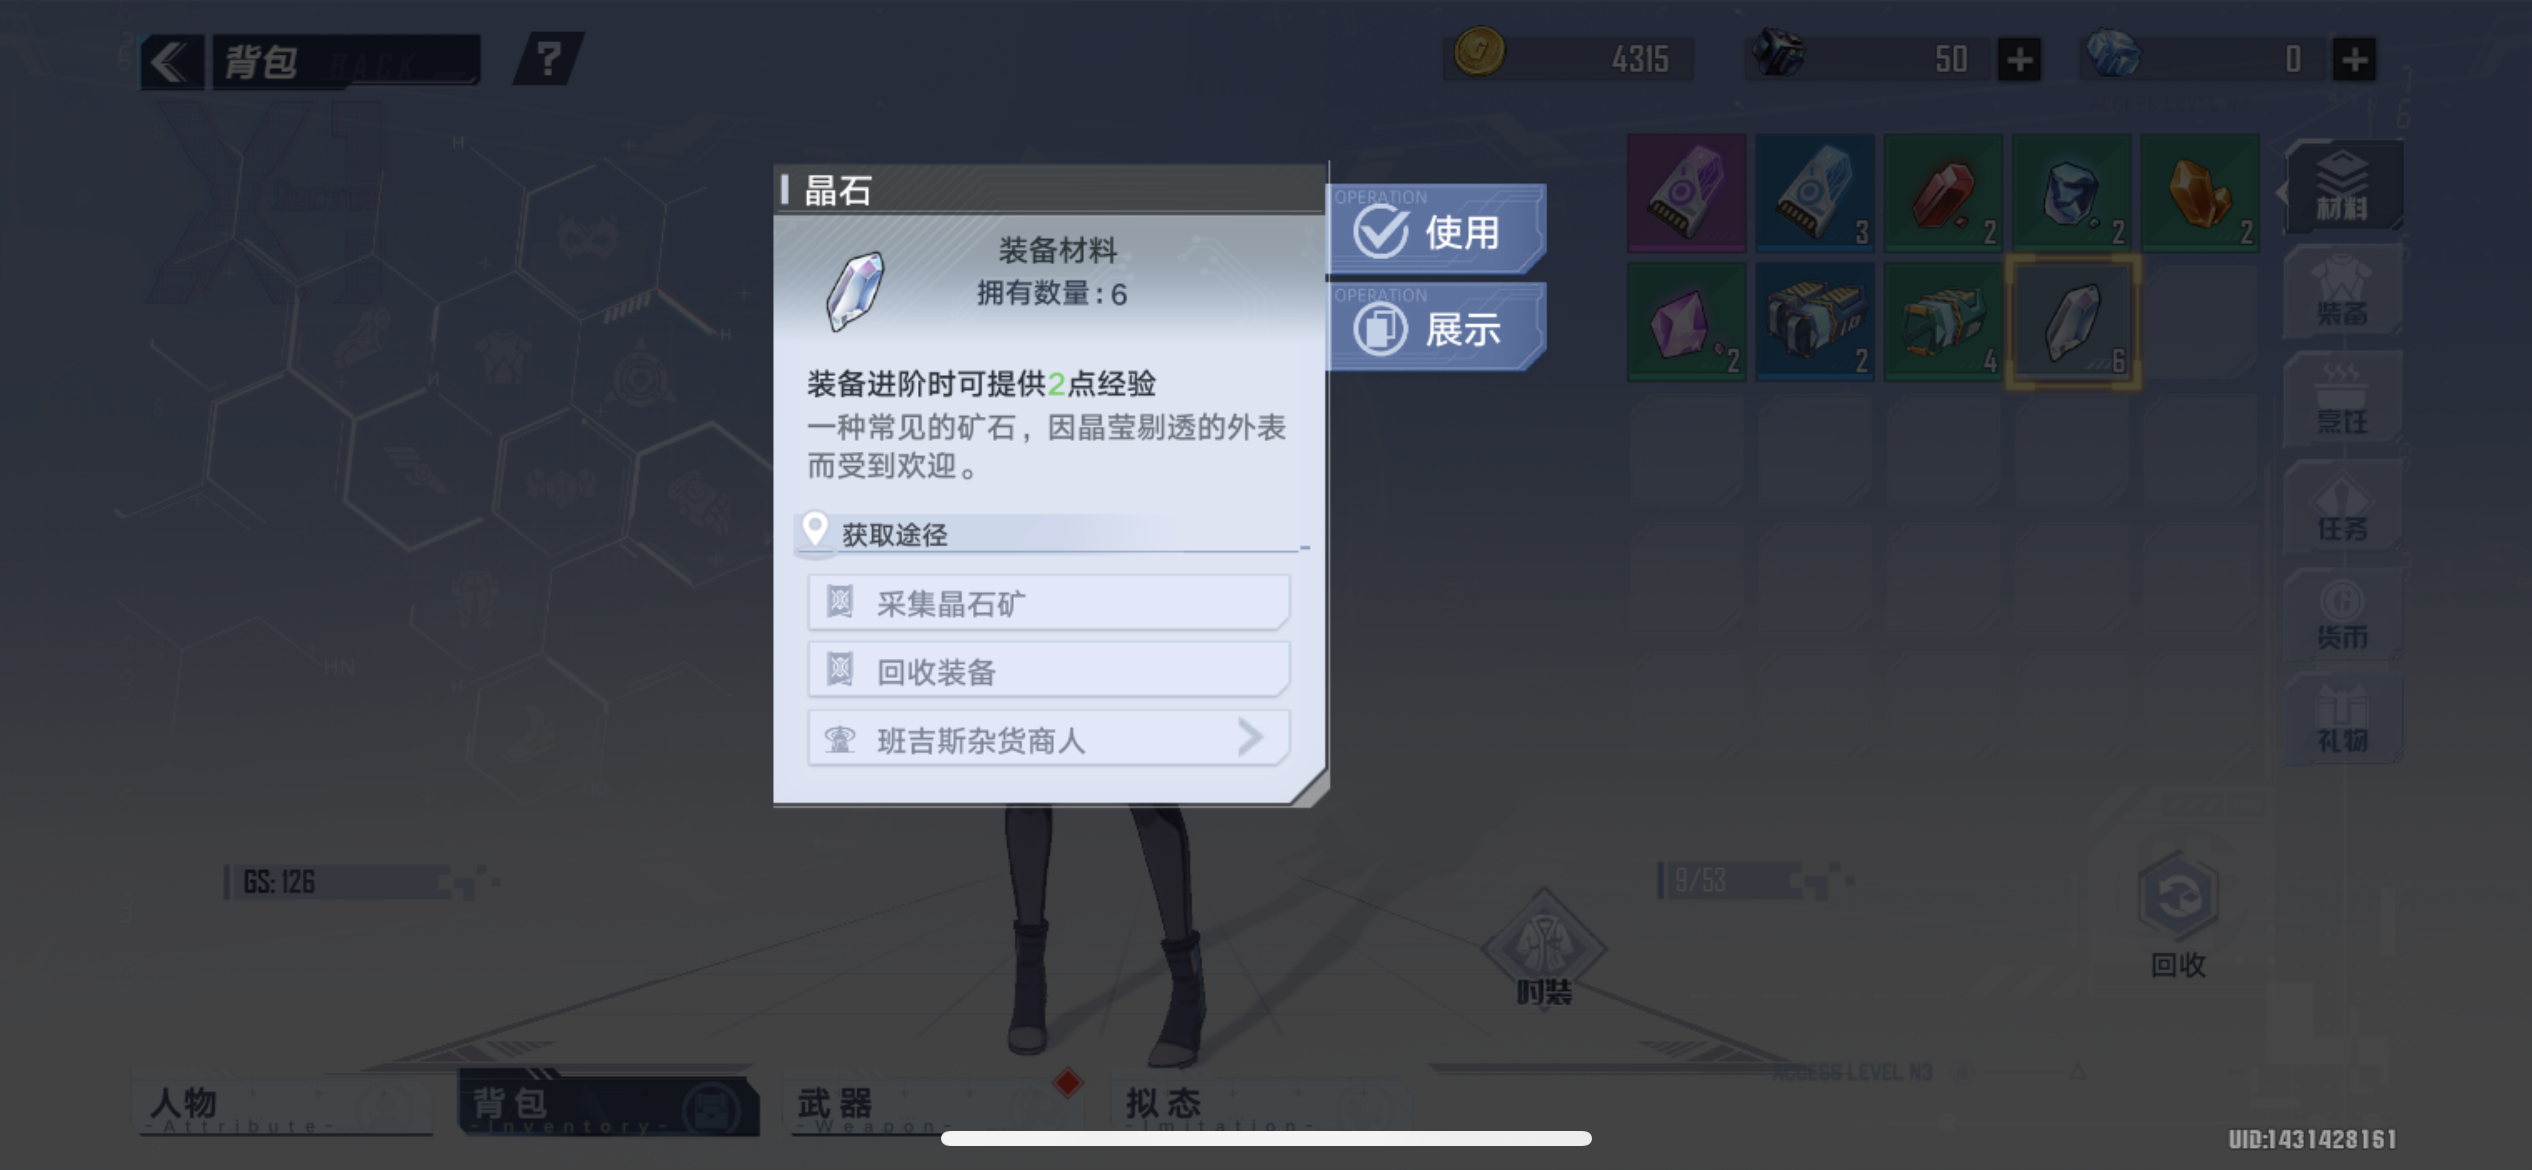 背包 BACK
?
4315
50
0
晶石
装备材料
拥有数量：6
装备进阶时可提供2点经验
一种常见的矿石，因晶莹剔透的外表
而受到欢迎。
获取途径
采集晶石矿
回收装备
班吉斯杂货商人
OPERATION
使用
OPERATION
展示
3
2
2
2
2
2
4
6
材料
装备
烹饪
任务
货币
礼物
H
H
N
HN
GS: 126
9/53
时装
回收
ACCESS LEVEL N3
人物
-Attribute-
背包
-Inventory-
武器
-Weapon-
拟态
-Imitation-
UID:1431428161